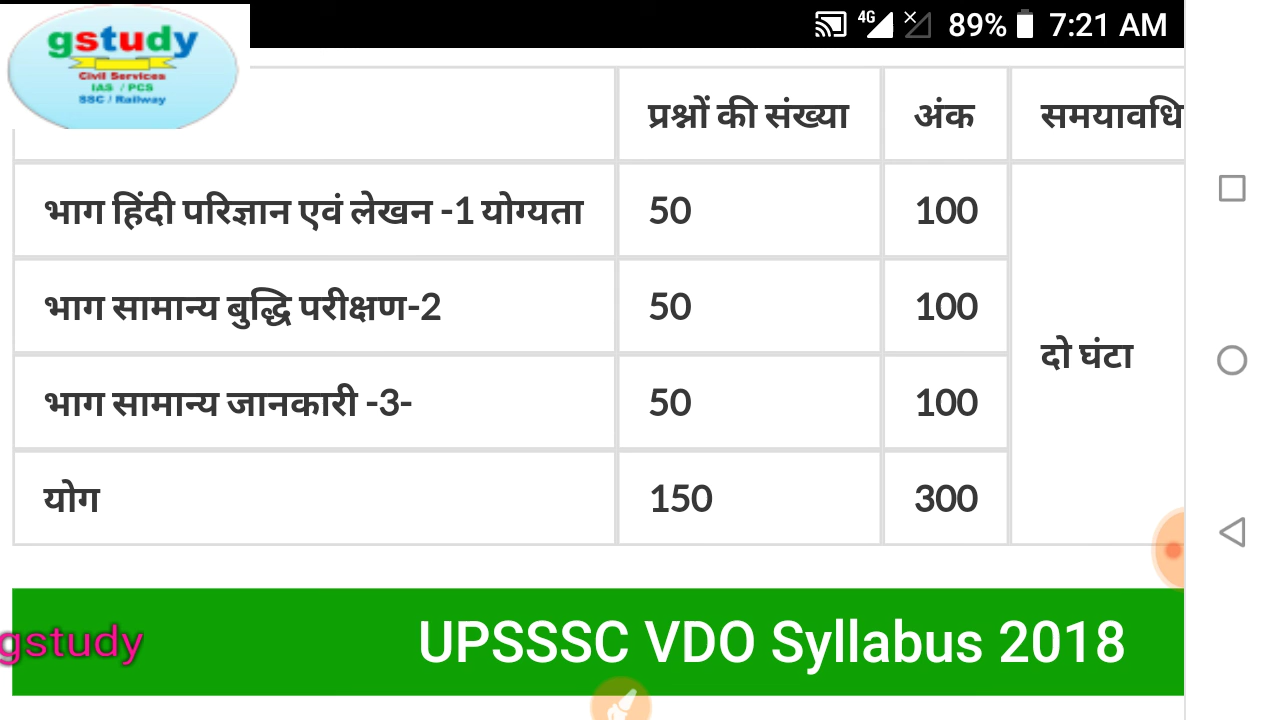 gstudy
Civil Services
IAS / PCS
SSC / Railway
4G 89% 7:21 AM
प्रश्नों की संख्या अंक समयावधि
भाग हिंदी परिज्ञान एवं लेखन -1 योग्यता 50 100
भाग सामान्य बुद्धि परीक्षण-2 50 100
दो घंटा
भाग सामान्य जानकारी -3- 50 100
योग 150 300
gstudy UPSSSC VDO Syllabus 2018